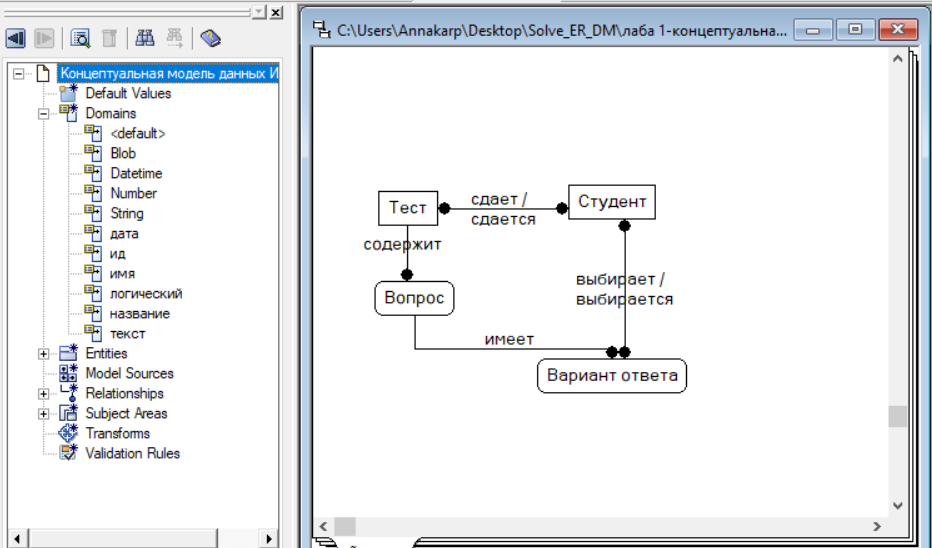 Концептуальная модель данных И
Default Values
Domains
<default>
Blob
Datetime
Number
String
дата
ид
имя
логический
название
текст
Entities
Model Sources
Relationships
Subject Areas
Transforms
Validation Rules
C:\Users\Annakarp\Desktop\Solve_ER_DM\лаба 1-концептуальна...
Тест
сдает /
сдается
Студент
содержит
Вопрос
выбирает /
выбирается
имеет
Вариант ответа